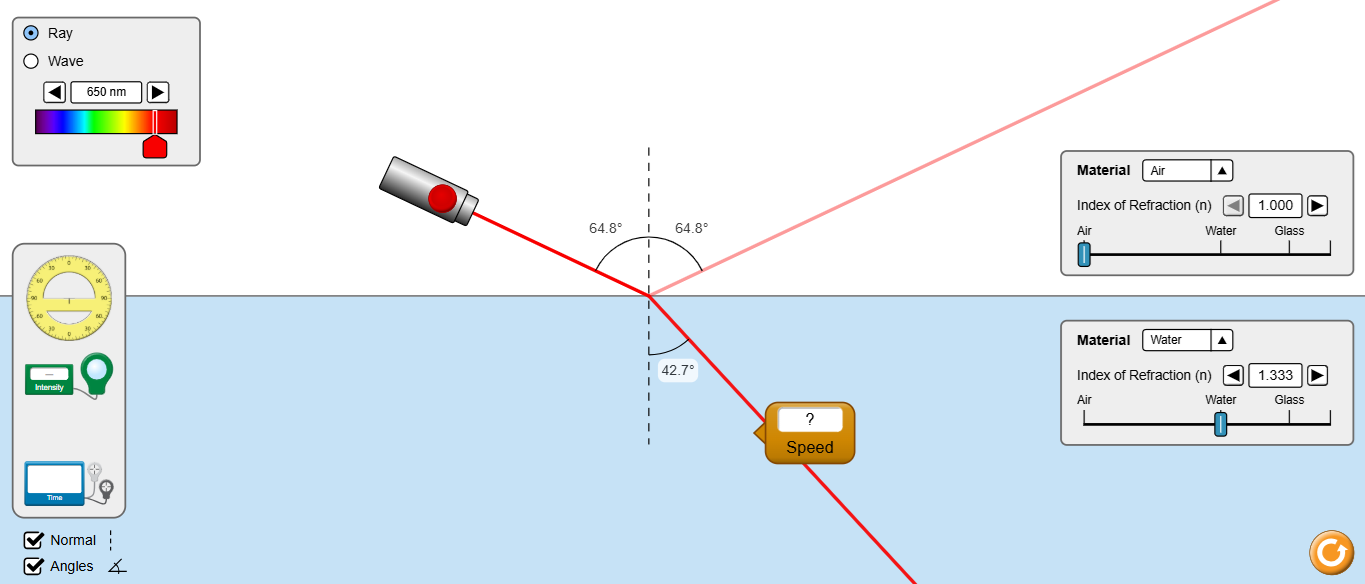 Ray
Wave
650 nm
64.8°
64.8°
Material Air
Index of Refraction (n) 1.000
Air Water Glass
Intensity
Time
42.7°
?
Speed
Material Water
Index of Refraction (n) 1.333
Air Water Glass
Normal
Angles